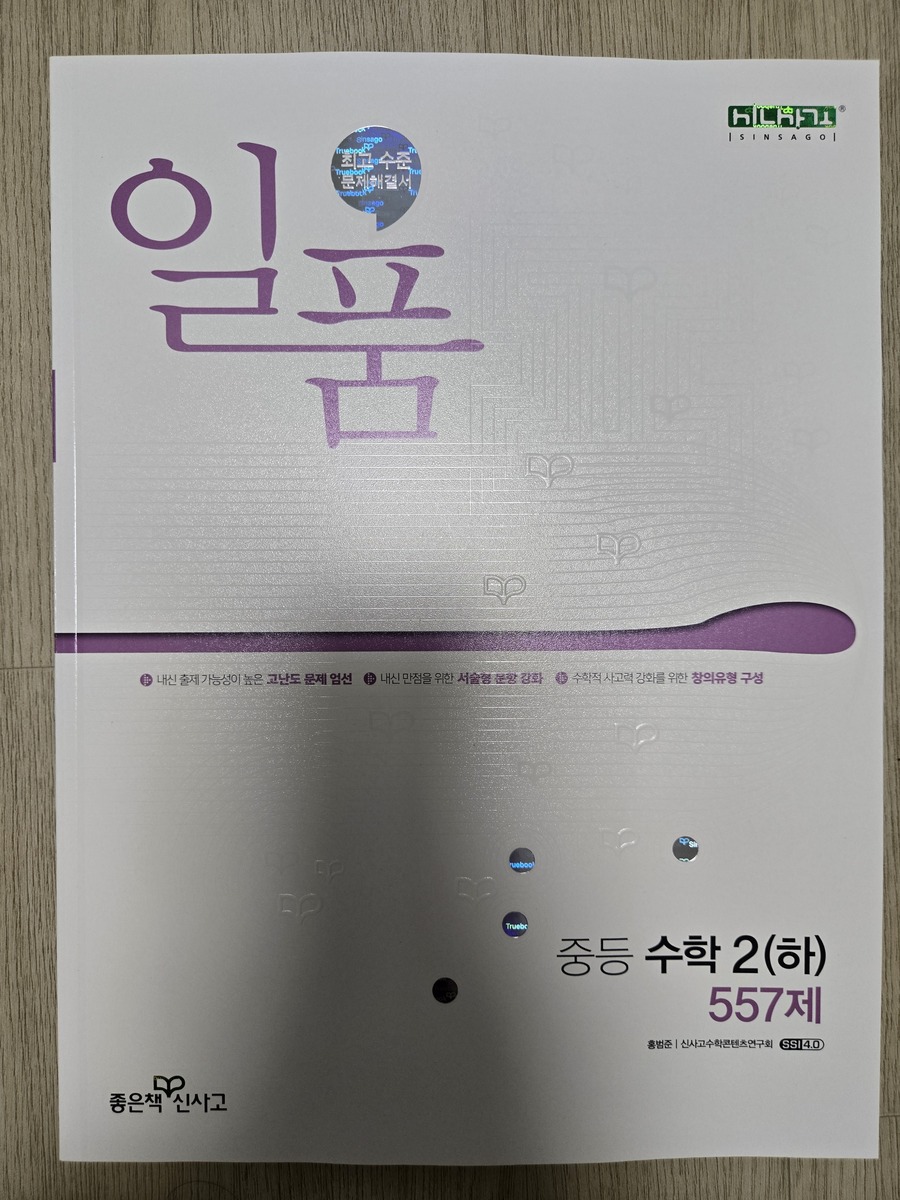 신사고®
SINSAGO
최고 수준
문제해결서
일품
내신 출제 가능성이 높은 고난도 문제 엄선 내신 만점을 위한 서술형 문항 강화 수학적 사고력 강화를 위한 창의유형 구성
Truebook
중등 수학 2(하)
557제
홍범준 | 신사고수학콘텐츠연구회 SSI 4.0
좋은책 신사고